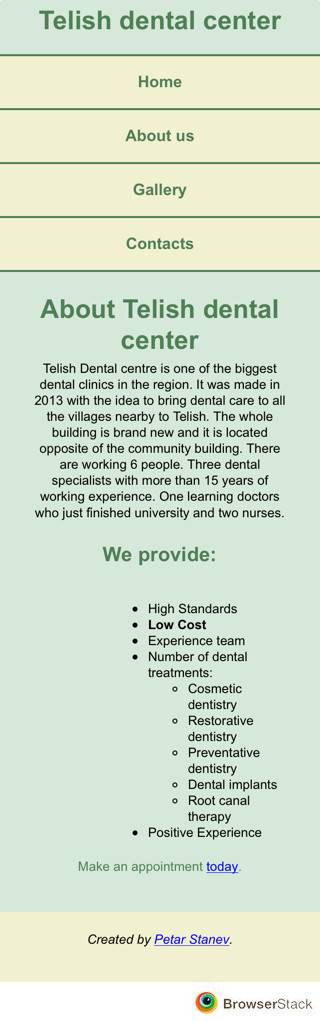 Telish dental center
Home
About us
Gallery
Contacts
About Telish dental
center
Telish Dental centre is one of the biggest
dental clinics in the region. It was made in
2013 with the idea to bring dental care to all
the villages nearby to Telish. The whole
building is brand new and it is located
opposite of the community building. There
are working 6 people. Three dental
specialists with more than 15 years of
working experience. One learning doctors
who just finished university and two nurses.
We provide:
High Standards
Low Cost
Experience team
Number of dental
treatments:
Cosmetic
dentistry
Restorative
dentistry
Preventative
dentistry
Dental implants
Root canal
therapy
Positive Experience
Make an appointment today.
Created by Petar Stanev.
BrowserStack